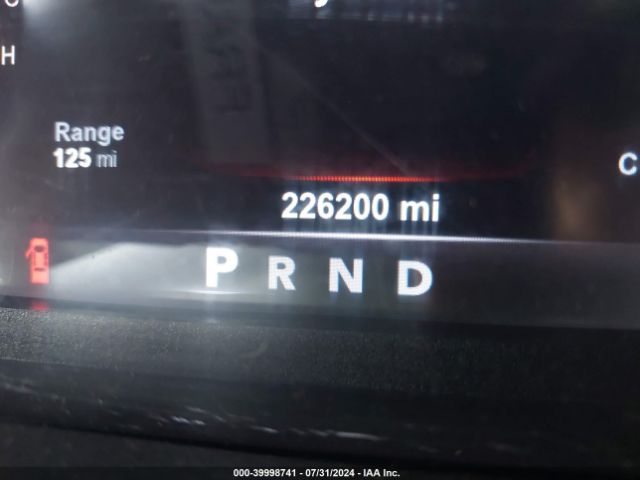 H
Range
125 mi
C
226200 mi
P R N D
000-39998741 - 07/31/2024 - IAA Inc.